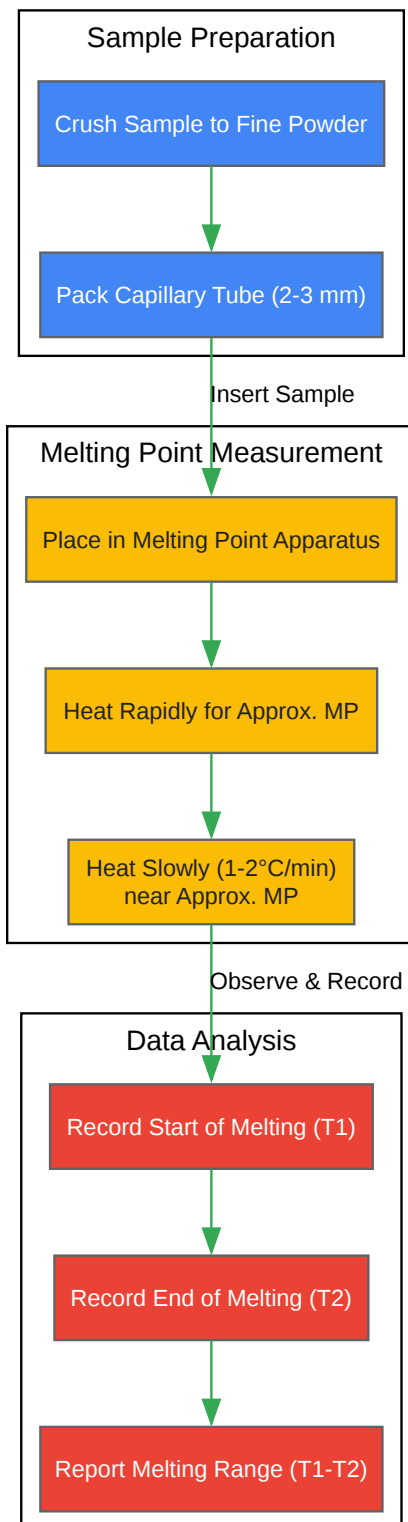 Sample Preparation
Crush Sample to Fine Powder
Pack Capillary Tube (2-3 mm)
Insert Sample
Melting Point Measurement
Place in Melting Point Apparatus
Heat Rapidly for Approx. MP
Heat Slowly (1-2°C/min)
near Approx. MP
Observe & Record
Data Analysis
Record Start of Melting (T1)
Record End of Melting (T2)
Report Melting Range (T1-T2)